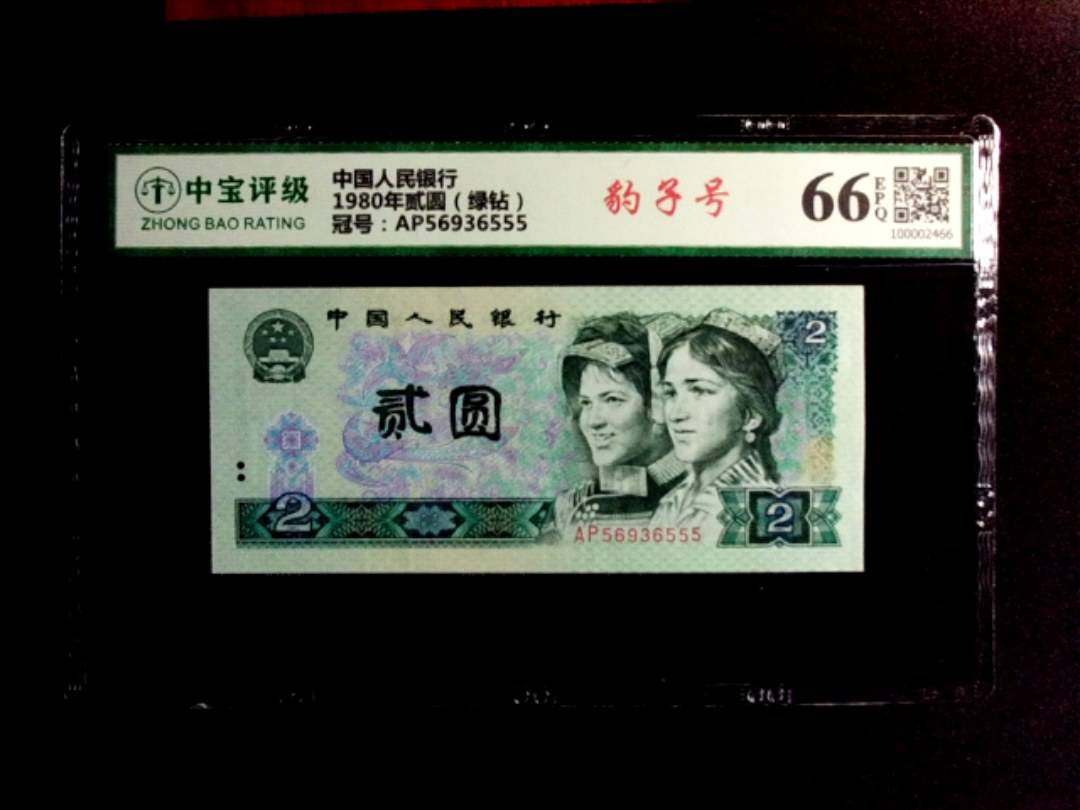 中宝评级
ZHONG BAO RATING
中国人民银行
1980年贰圆（绿钻）
冠号：AP56936555
豹子号
66
EPQ
100002466
中国人民银行
2
贰圆
2
AP56936555
2